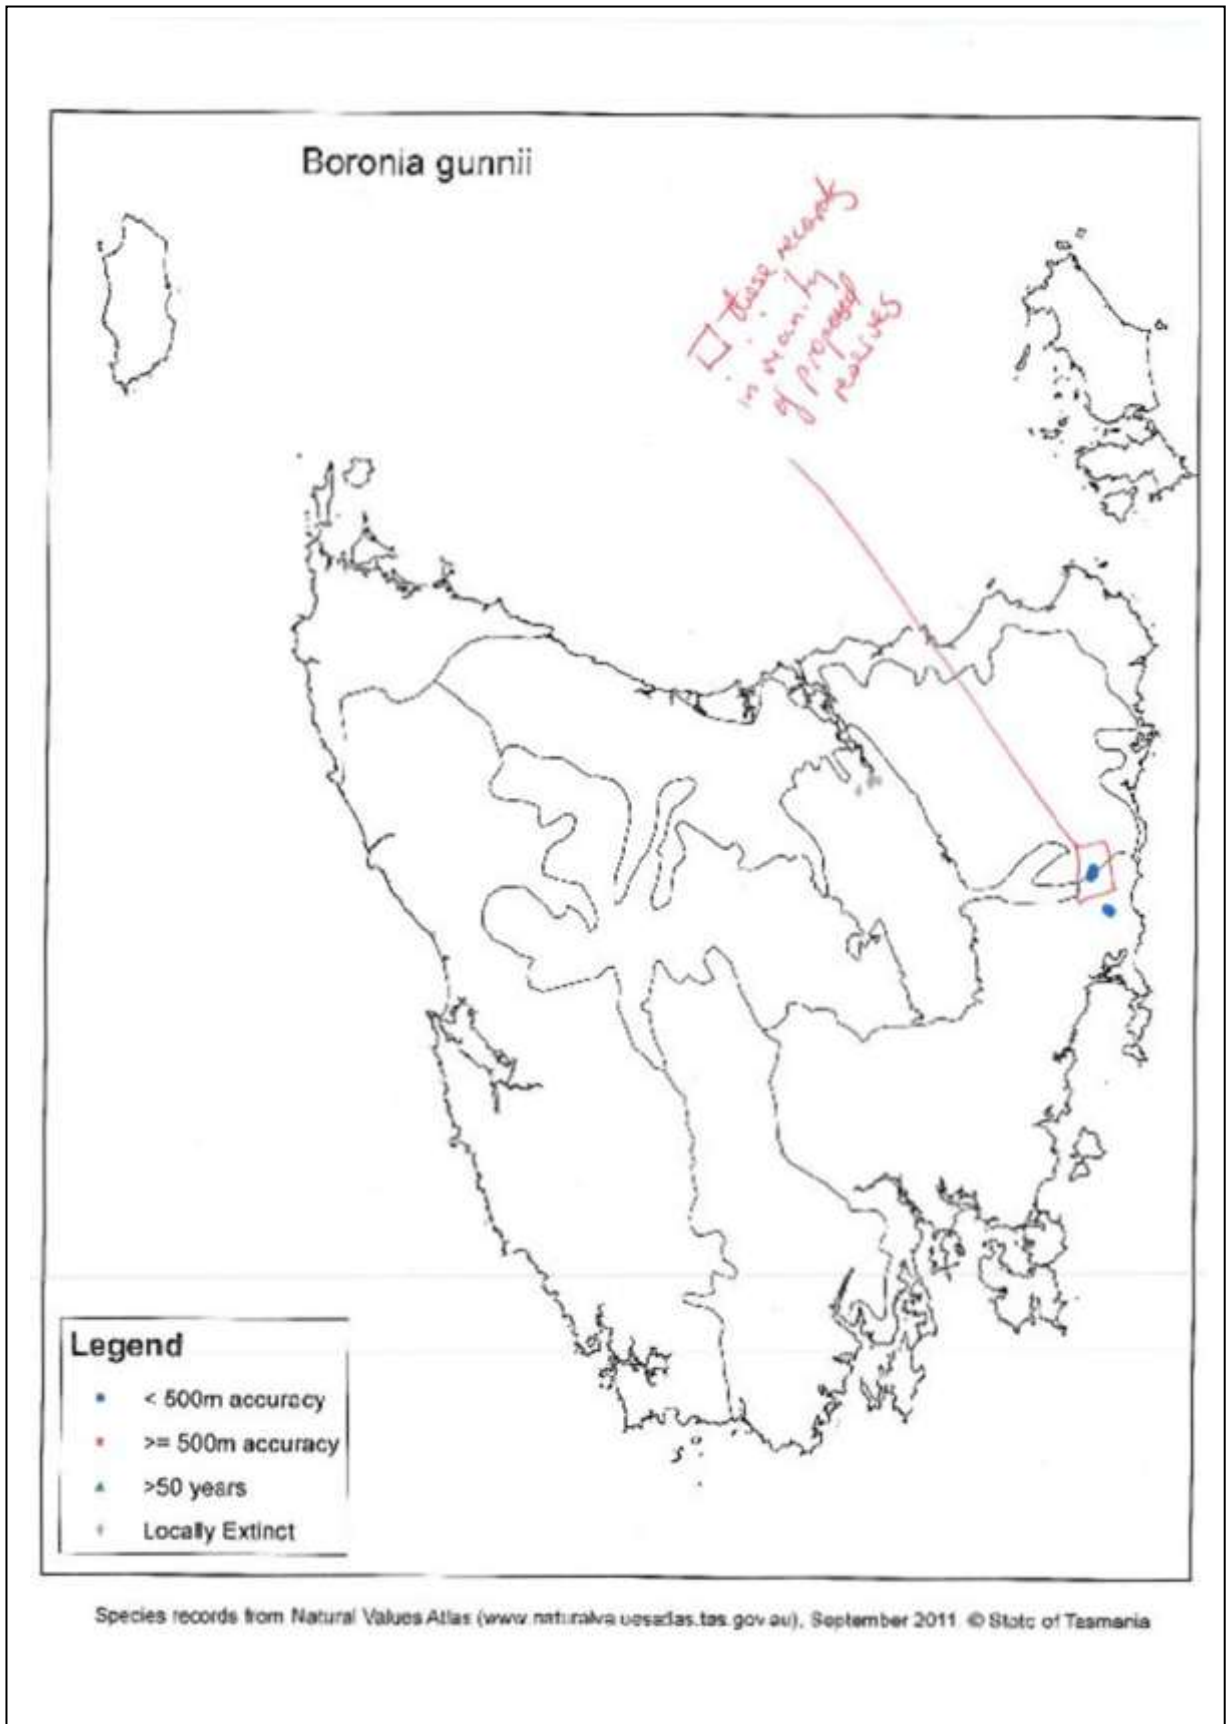 Boronia gunnii
these records
in vicinity
of proposed
reserves
Legend
< 500m accuracy
>= 500m accuracy
>50 years
Locally Extinct
Species records from Natural Values Atlas (www.naturalvaluesatlas.tas.gov.au), September 2011. © State of Tasmania